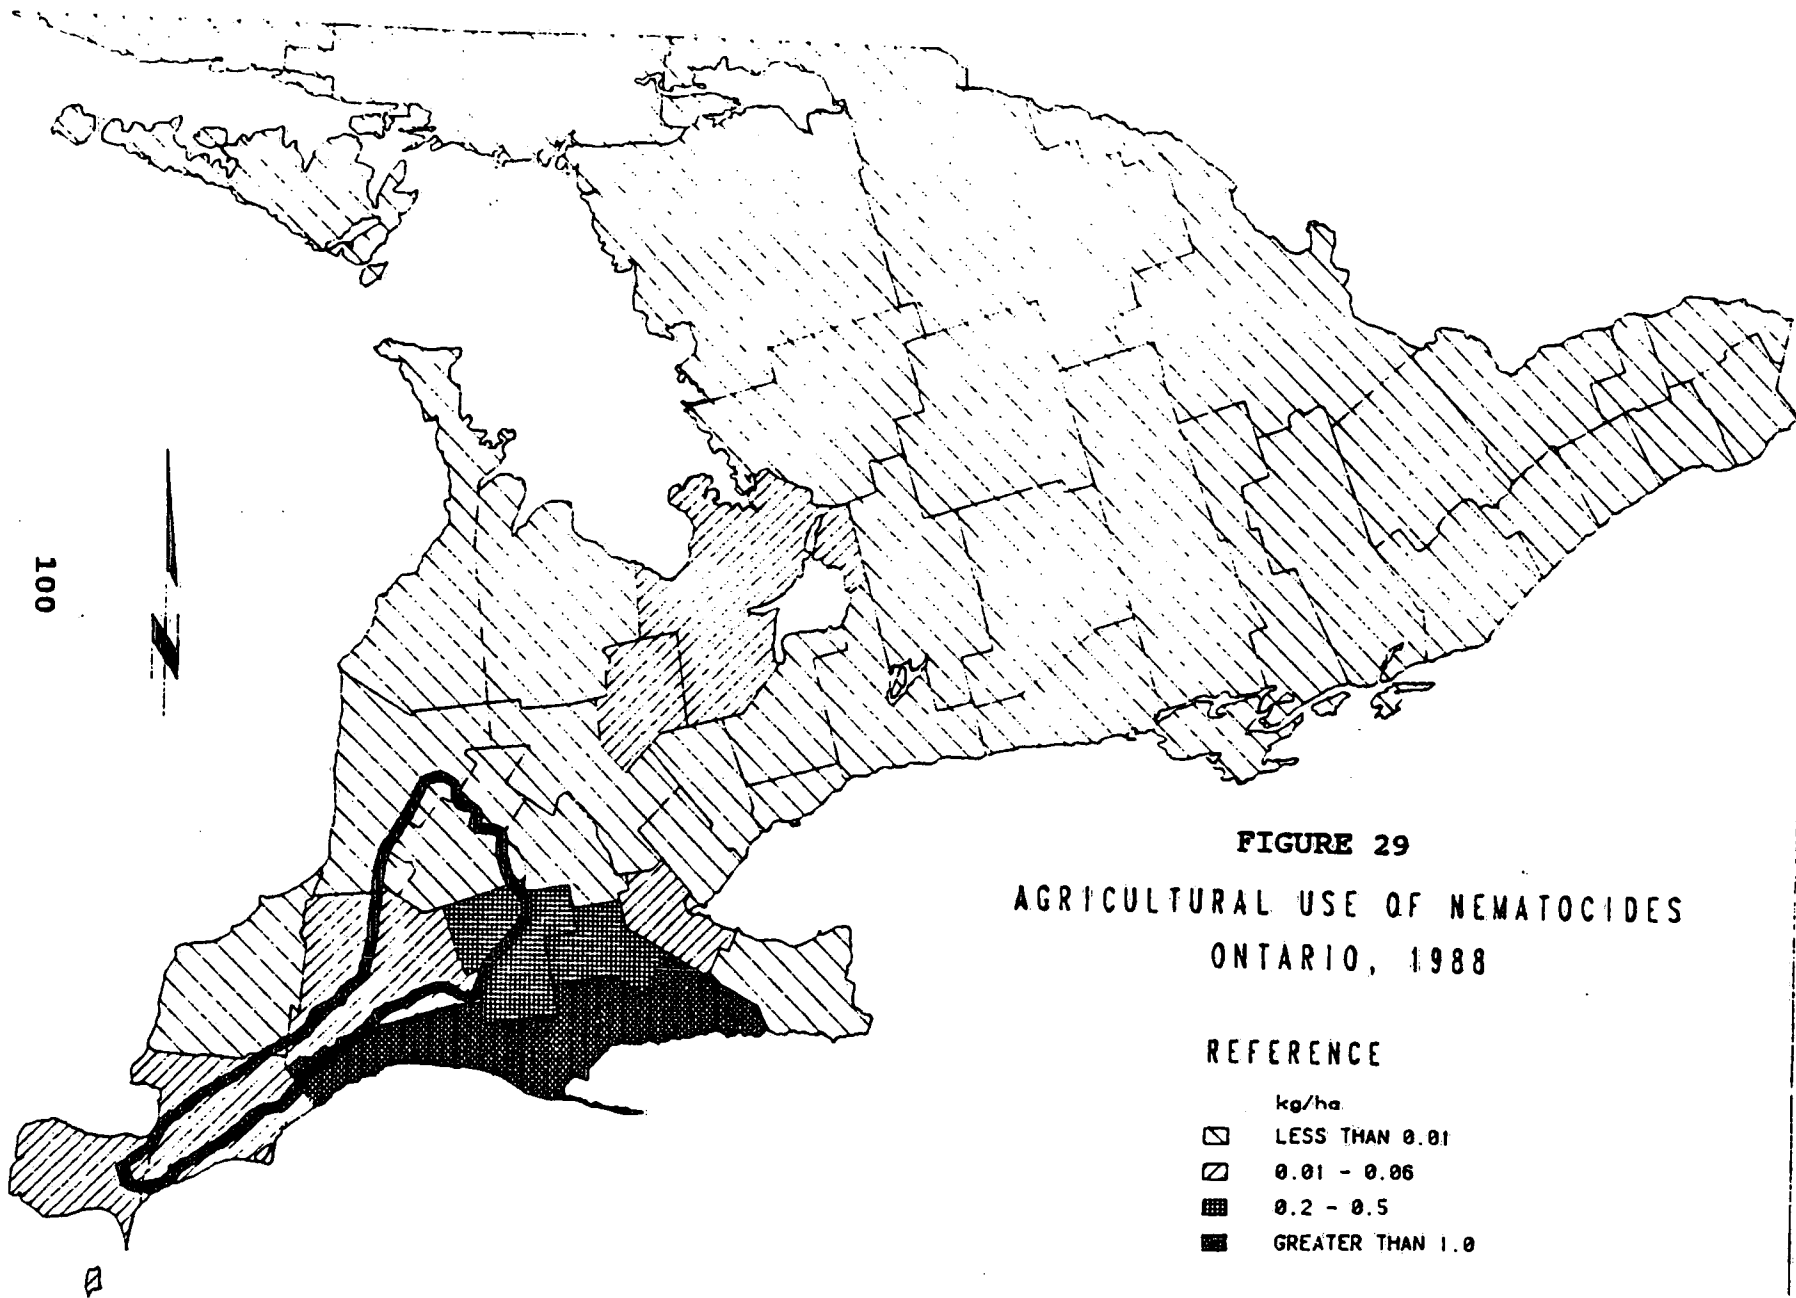 100
N
FIGURE 29
AGRICULTURAL USE OF NEMATOCIDES
ONTARIO, 1988
REFERENCE
kg/ha
LESS THAN 0.01
0.01 - 0.06
0.2 - 0.5
GREATER THAN 1.0